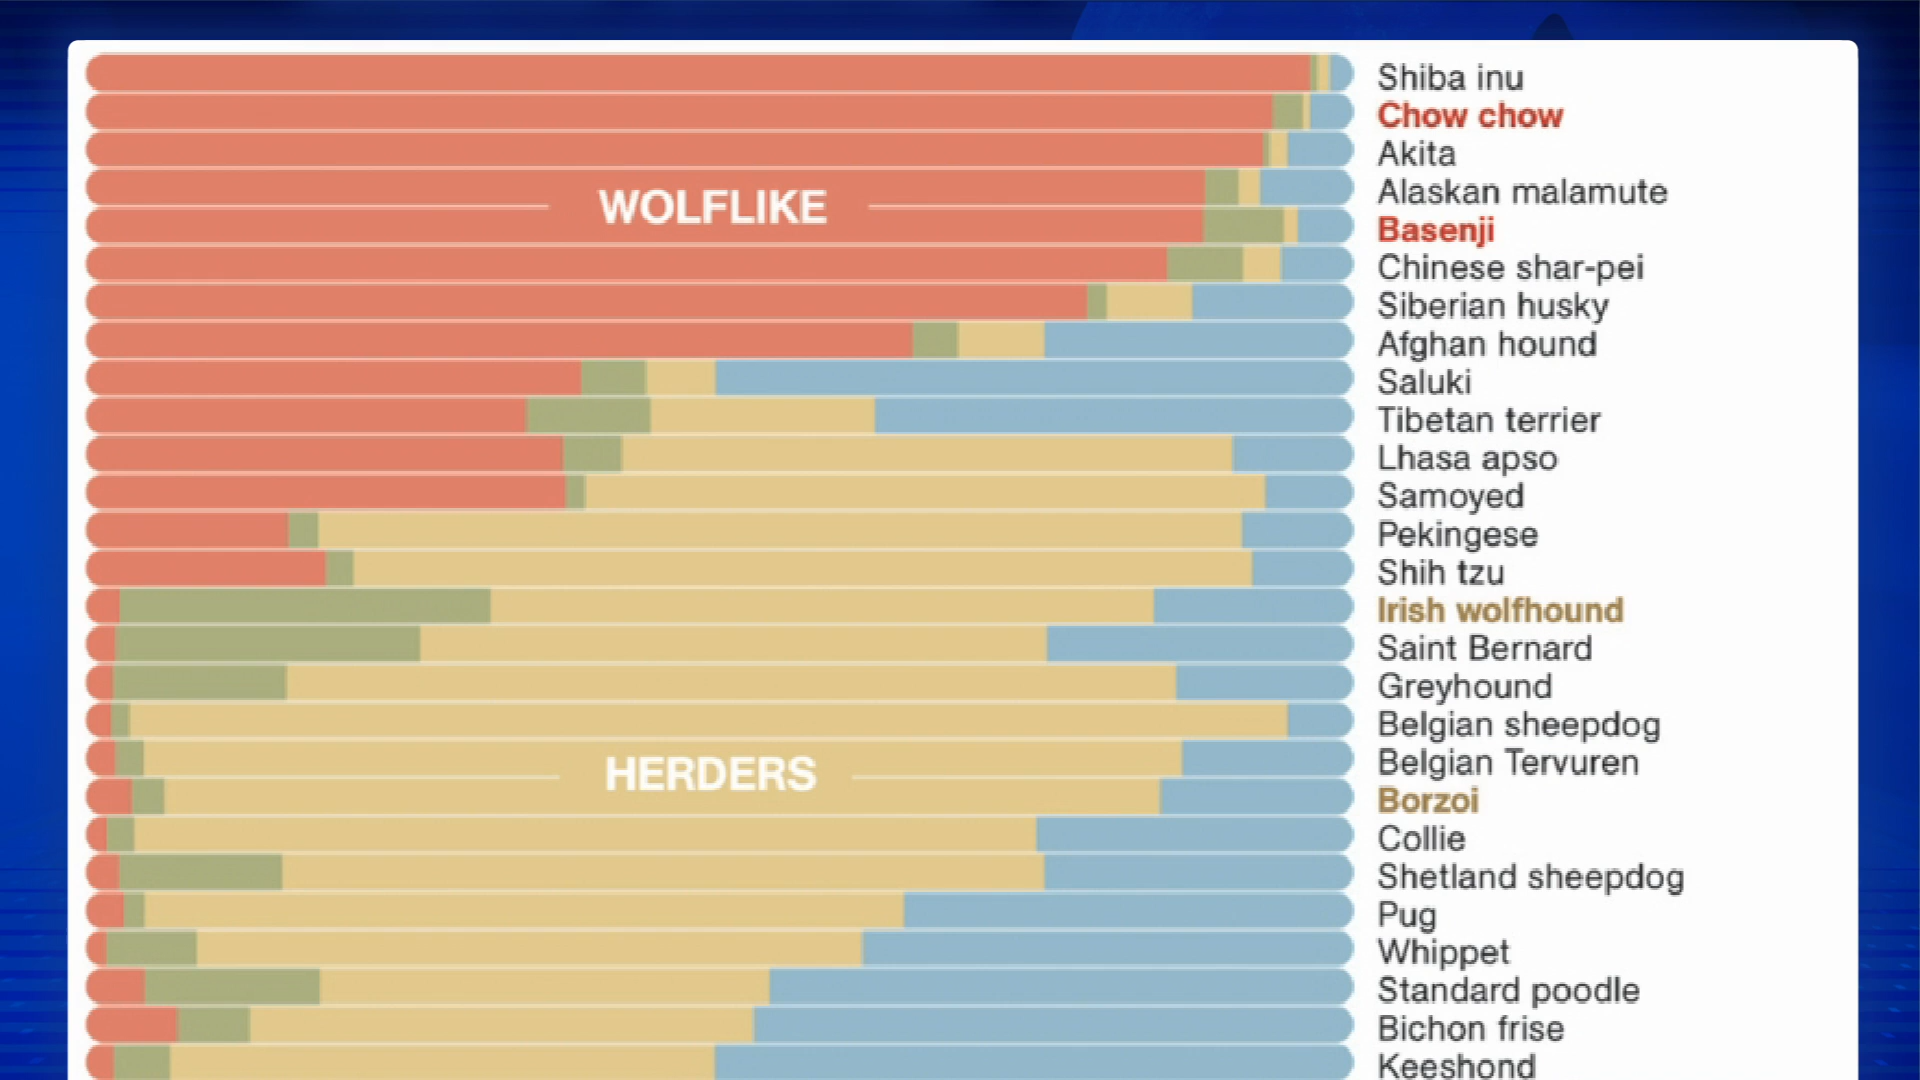 Shiba inu
Chow chow
Akita
Alaskan malamute
WOLFLIKE
Basenji
Chinese shar-pei
Siberian husky
Afghan hound
Saluki
Tibetan terrier
Lhasa apso
Samoyed
Pekingese
Shih tzu
Irish wolfhound
Saint Bernard
Greyhound
Belgian sheepdog
Belgian Tervuren
HERDERS
Borzoi
Collie
Shetland sheepdog
Pug
Whippet
Standard poodle
Bichon frise
Keeshond